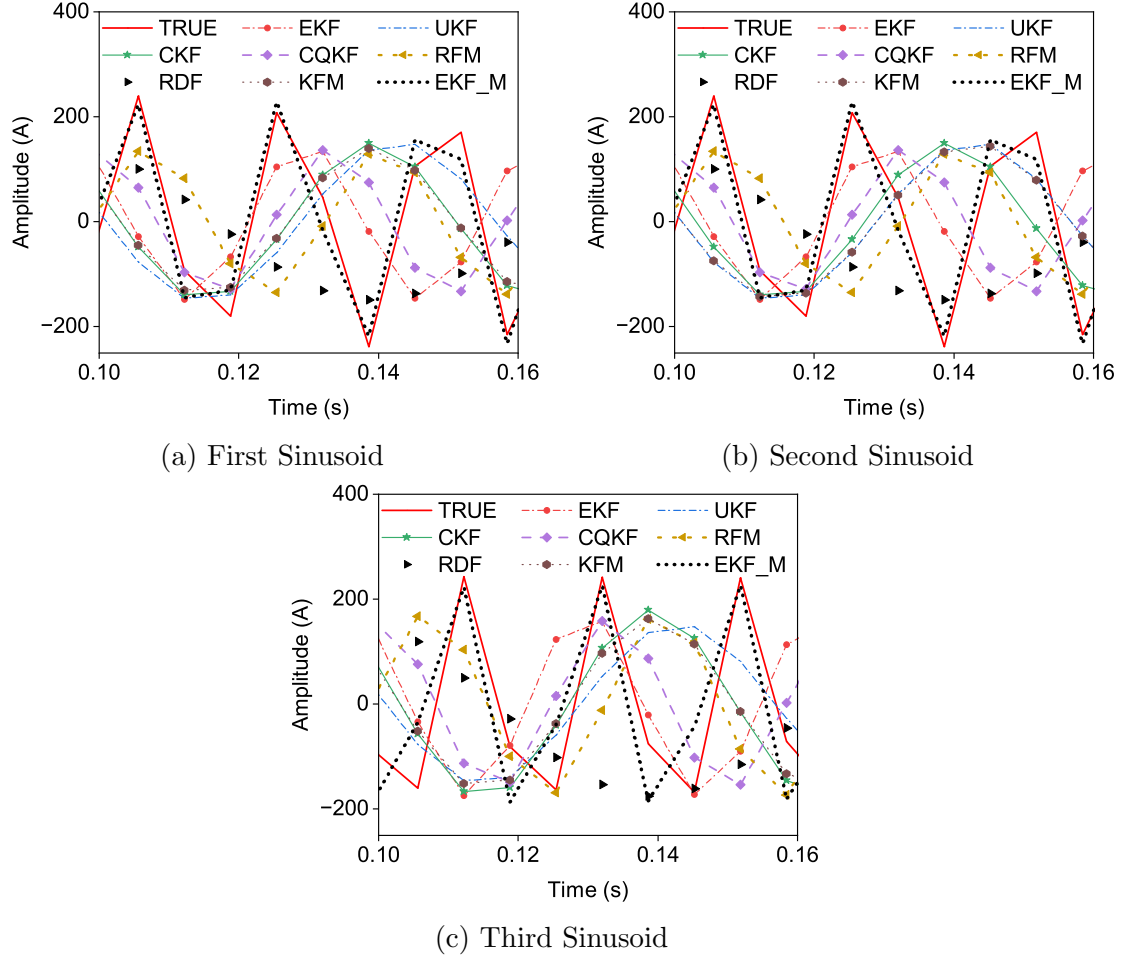 400
200
0
−200
Amplitude (A)
TRUE EKF UKF
CKF CQKF RFM
RDF KFM EKF_M
0.10 0.12 0.14 0.16
Time (s)
(a) First Sinusoid
400
200
0
−200
Amplitude (A)
TRUE EKF UKF
CKF CQKF RFM
RDF KFM EKF_M
0.10 0.12 0.14 0.16
Time (s)
(b) Second Sinusoid
400
200
0
−200
Amplitude (A)
TRUE EKF UKF
CKF CQKF RFM
RDF KFM EKF_M
0.10 0.12 0.14 0.16
Time (s)
(c) Third Sinusoid